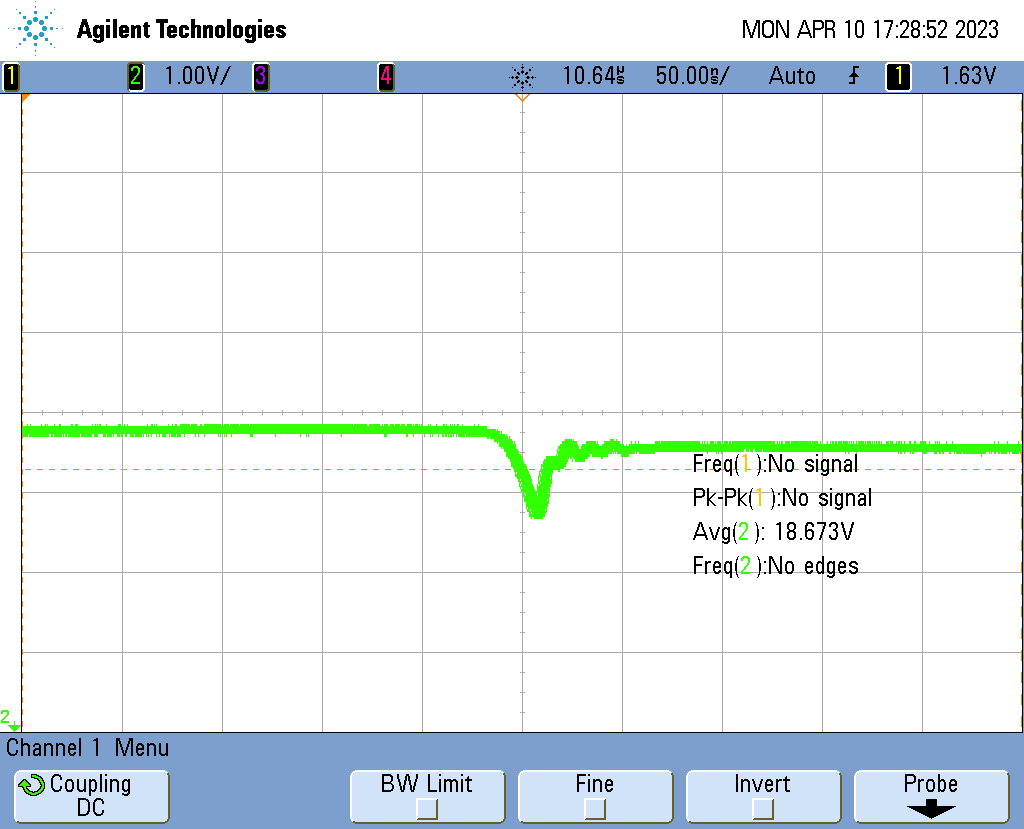 Agilent Technologies
MON APR 10 17:28:52 2023
1 2 1.00V/ 3 4 10.64µs 50.00ns/ Auto 1 1.63V
Freq(1):No signal
Pk-Pk(1):No signal
Avg(2): 18.673V
Freq(2):No edges
2
Channel 1 Menu
Coupling
DC
BW Limit
Fine
Invert
Probe